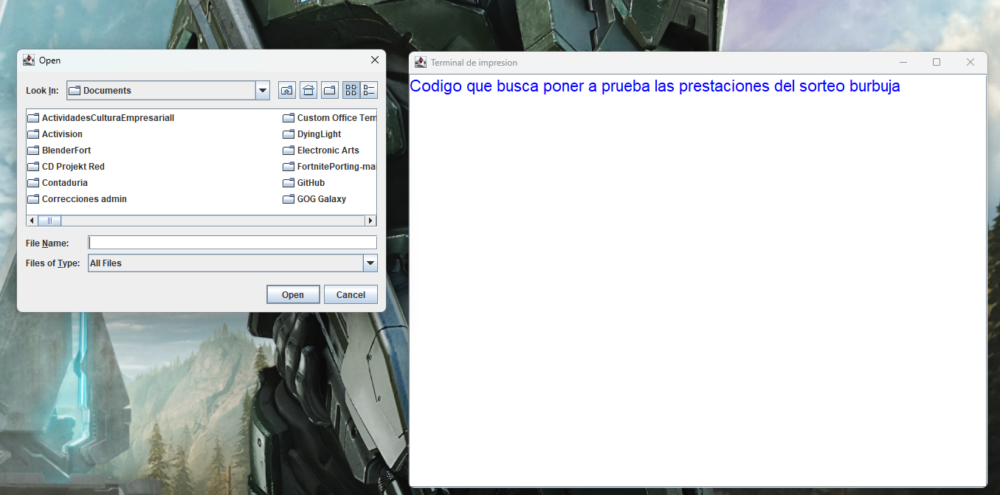 Open
Look In: Documents
ActividadesCulturaEmpresarialI
Activision
BlenderFort
CD Projekt Red
Contaduria
Correcciones admin
Custom Office Tem
DyingLight
Electronic Arts
FortnitePorting-ma
GitHub
GOG Galaxy
File Name:
Files of Type: All Files
Open Cancel
Terminal de impresion
Codigo que busca poner a prueba las prestaciones del sorteo burbuja